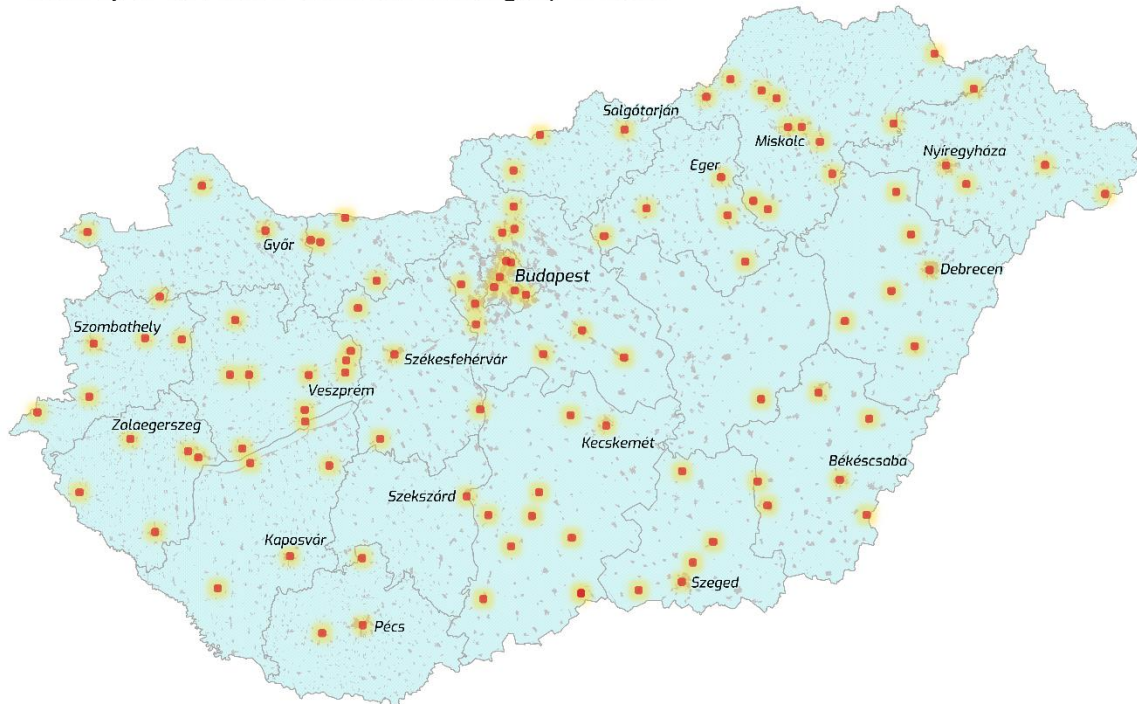 Salgótarján
Miskolc
Eger
Nyíregyháza
Győr
Budapest
Debrecen
Szombathely
Székesfehérvár
Veszprém
Zalaegerszeg
Kecskemét
Békéscsaba
Szekszárd
Kaposvár
Szeged
Pécs